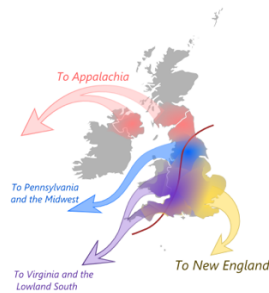 To Appalachia
To Pennsylvania
and the Midwest
To New England
To Virginia and the
Lowland South